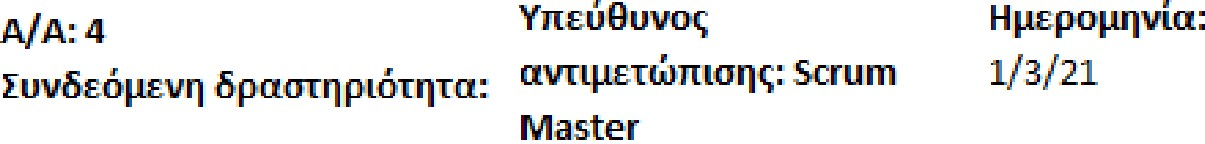 Α/Α: 4
Συνδεόμενη δραστηριότητα:
Υπεύθυνος
αντιμετώπισης: Scrum
Master
Ημερομηνία:
1/3/21